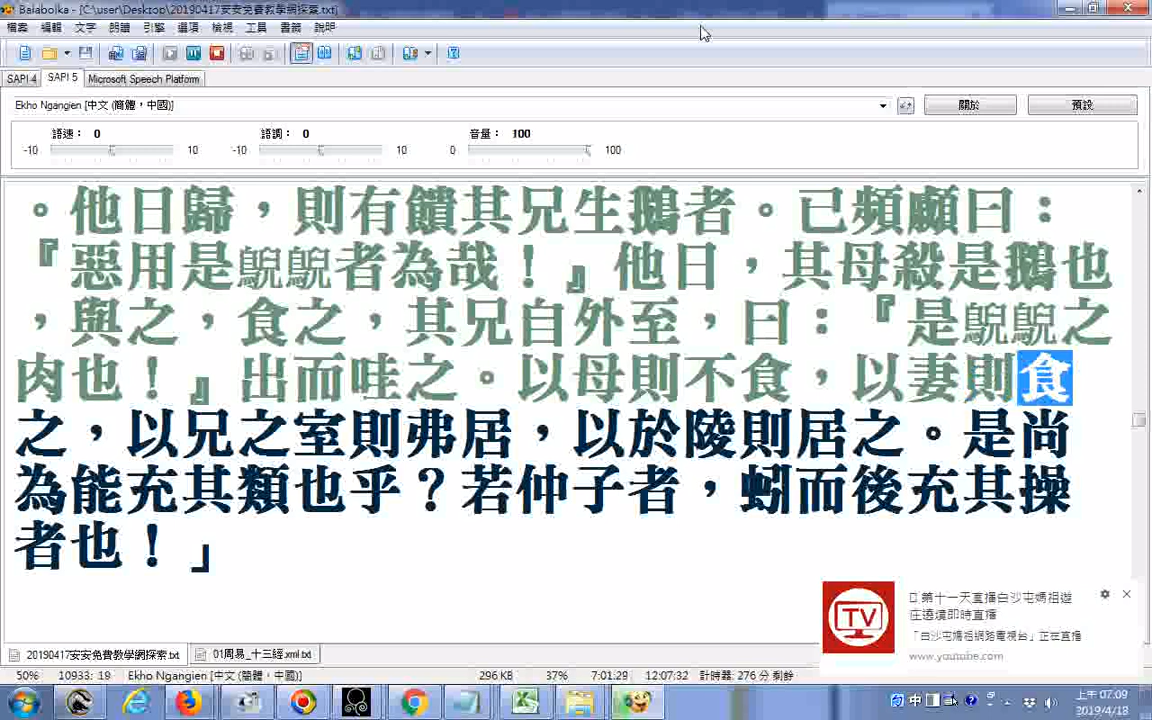 Balabolka - [C:\user\Desktop\20190417安安免費教學網探索.txt]
檔案 編輯 文字 朗讀 引擎 選項 檢視 工具 書籤 說明
SAPI 4 SAPI 5 Microsoft Speech Platform
Ekho Ngangien [中文 (簡體，中國)] 關於 預設
語速： 0 語調： 0 音量： 100
-10 10 -10 10 0 100
。他日歸，則有饋其兄生鵝者。已頻顣曰：
『惡用是鶃鶃者為哉！』他日，其母殺是鵝也
，與之，食之，其兄自外至，曰：『是鶃鶃之
肉也！』出而哇之。以母則不食，以妻則食
之，以兄之室則弗居，以於陵則居之。是尚
為能充其類也乎？若仲子者，蚓而後充其操
者也！」
TV
第十一天直播白沙屯媽祖遊
庄遶境即時直播
「白沙屯媽祖網路電視台」正在直播
www.youtube.com
20190417安安免費教學網探索.txt 01周易_十三經.xml.txt
50% 10933: 19 Ekho Ngangien [中文 (簡體，中國)] 296 KB 37% 7:01:29 12:07:32 計時器: 276 分 剩餘
中 上午 07:09
2019/4/18